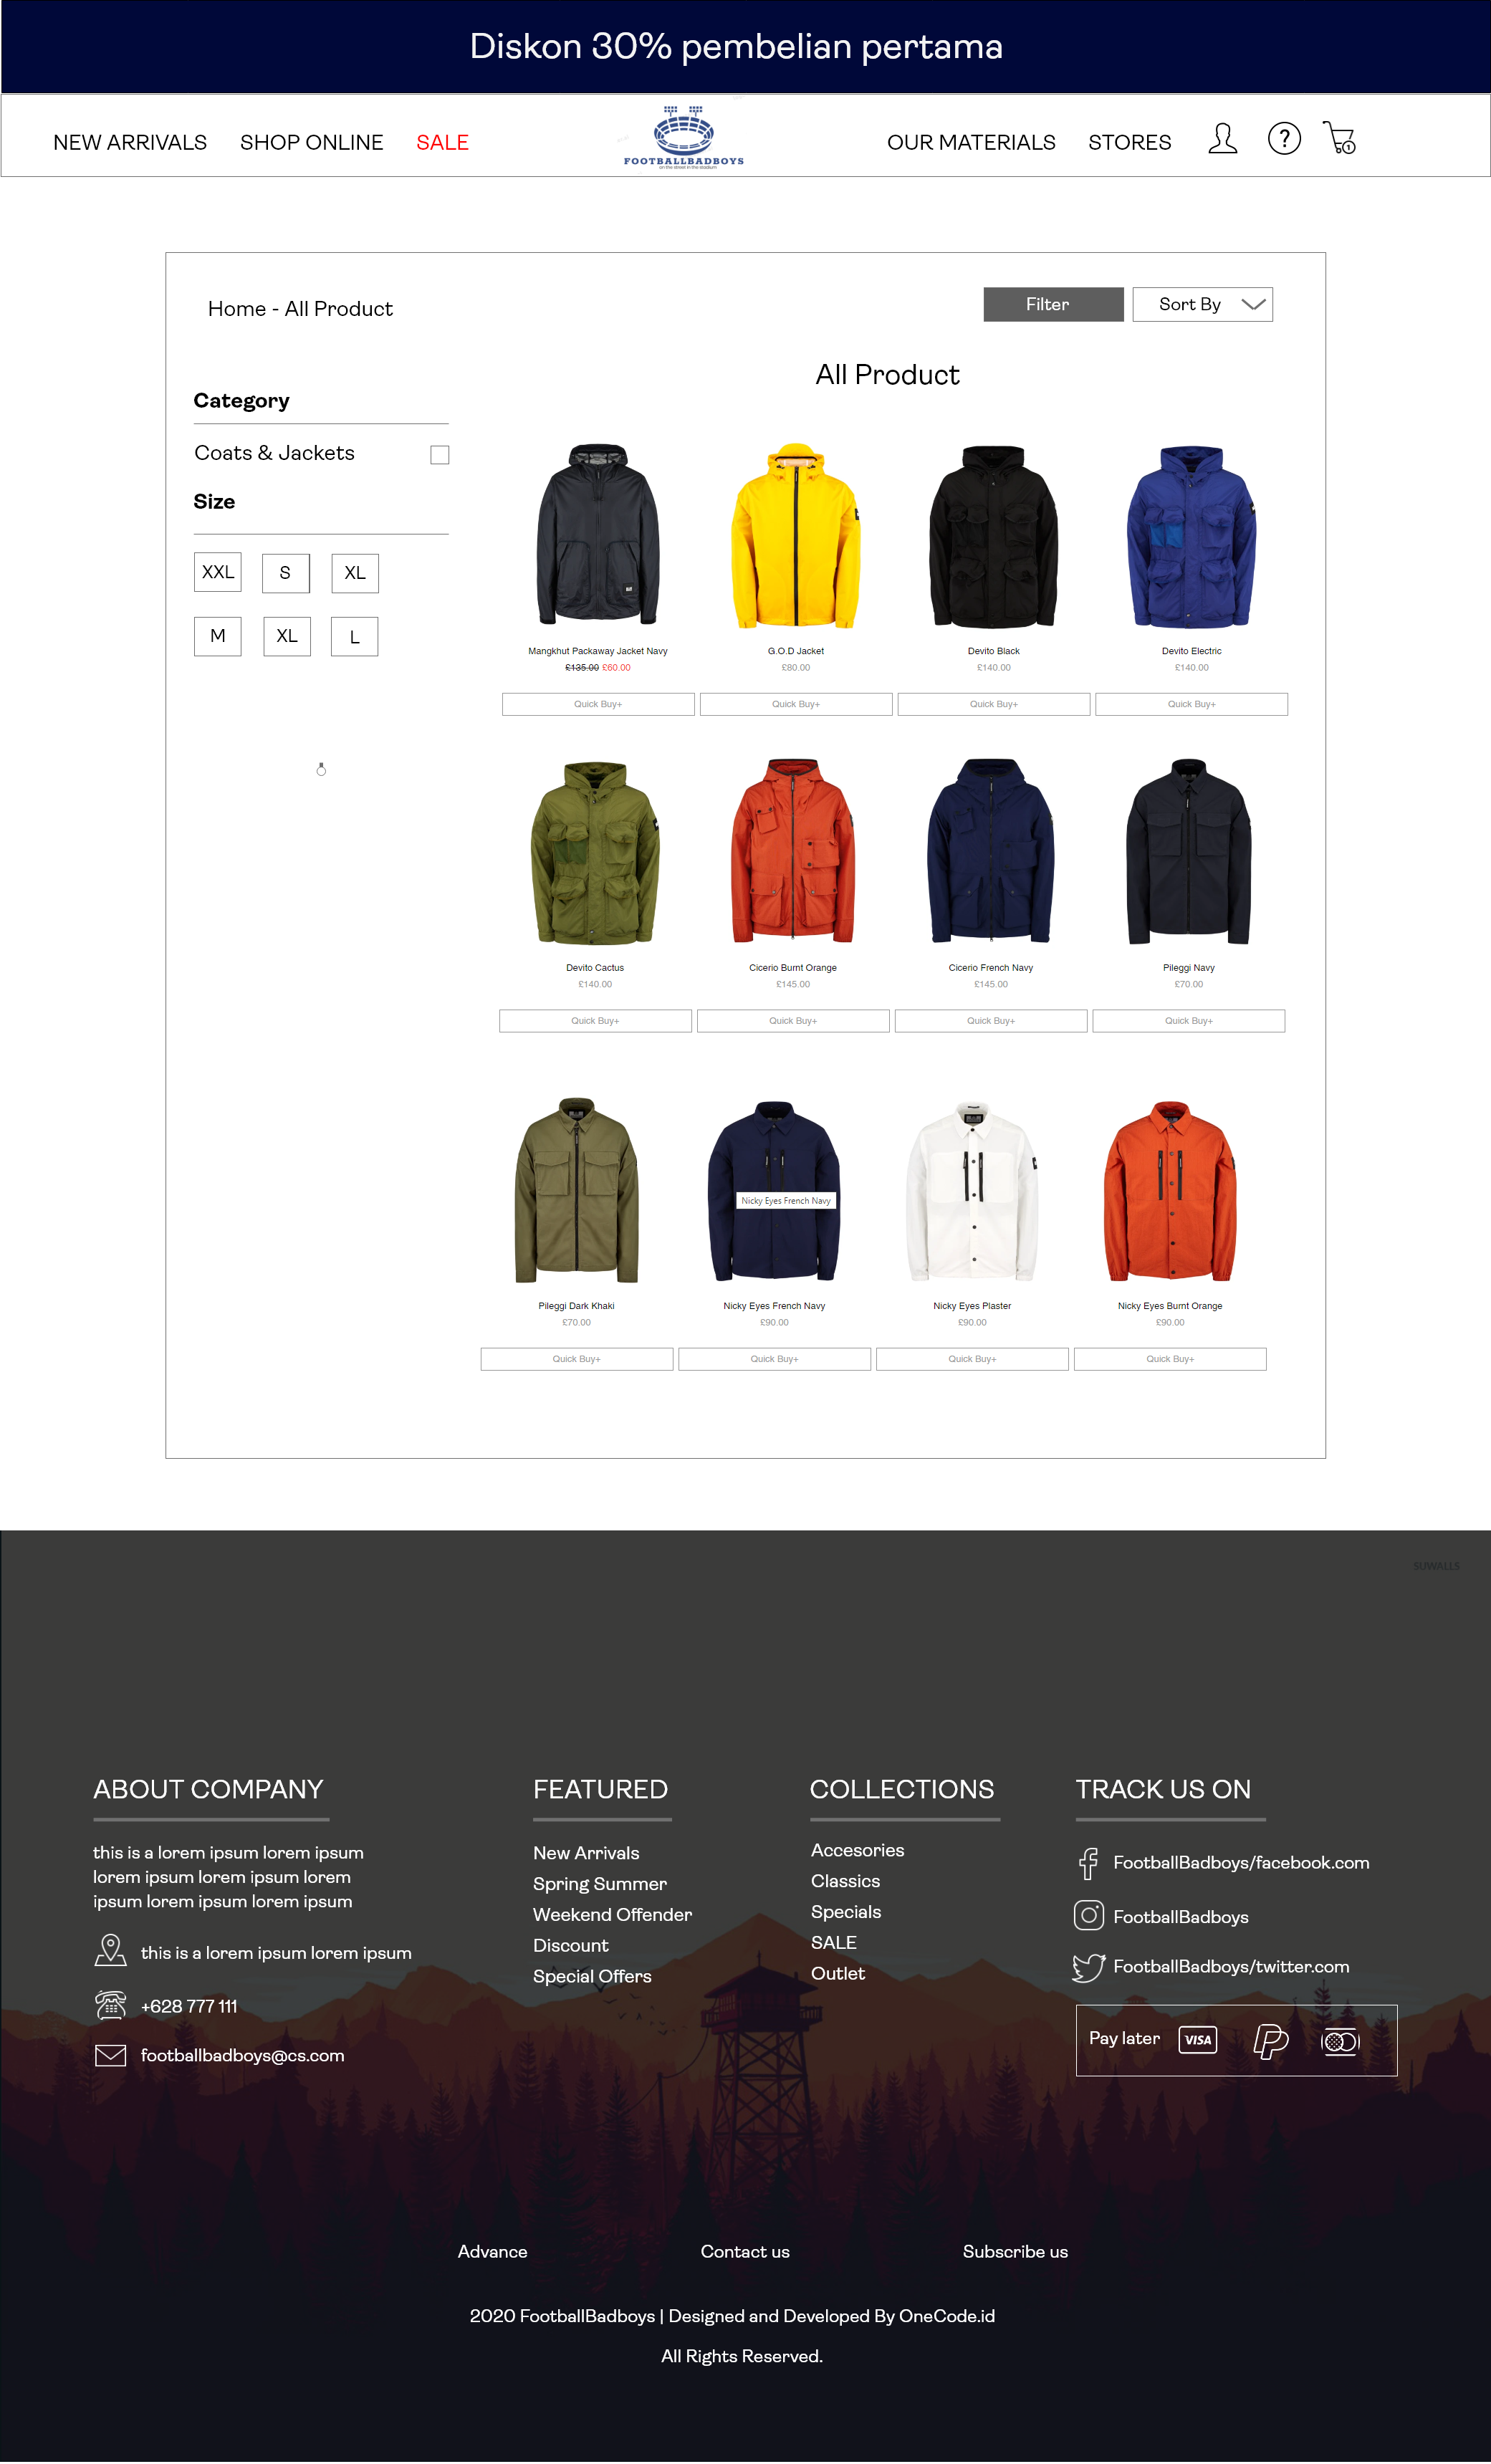 Diskon 30% pembelian pertama
NEW ARRIVALS SHOP ONLINE SALE
FOOTBALLBADBOYS
on the street in the stadium
OUR MATERIALS STORES ? 1
Home - All Product
Filter
Sort By
All Product
Category
Coats & Jackets
Size
XXL S XL
M XL L
Mangkhut Packaway Jacket Navy
£135.00 £60.00
Quick Buy+
G.O.D Jacket
£80.00
Quick Buy+
Devito Black
£140.00
Quick Buy+
Devito Electric
£140.00
Quick Buy+
Devito Cactus
£140.00
Quick Buy+
Cicerio Burnt Orange
£145.00
Quick Buy+
Cicerio French Navy
£145.00
Quick Buy+
Pileggi Navy
£70.00
Quick Buy+
Pileggi Dark Khaki
£70.00
Quick Buy+
Nicky Eyes French Navy
Nicky Eyes French Navy
£90.00
Quick Buy+
Nicky Eyes Plaster
£90.00
Quick Buy+
Nicky Eyes Burnt Orange
£90.00
Quick Buy+
SUWALLS
ABOUT COMPANY
this is a lorem ipsum lorem ipsum
lorem ipsum lorem ipsum lorem
ipsum lorem ipsum lorem ipsum
this is a lorem ipsum lorem ipsum
+628 777 111
footballbadboys@cs.com
FEATURED
New Arrivals
Spring Summer
Weekend Offender
Discount
Special Offers
COLLECTIONS
Accesories
Classics
Specials
SALE
Outlet
TRACK US ON
FootballBadboys/facebook.com
FootballBadboys
FootballBadboys/twitter.com
Pay later VISA
Advance
Contact us
Subscribe us
2020 FootballBadboys | Designed and Developed By OneCode.id
All Rights Reserved.